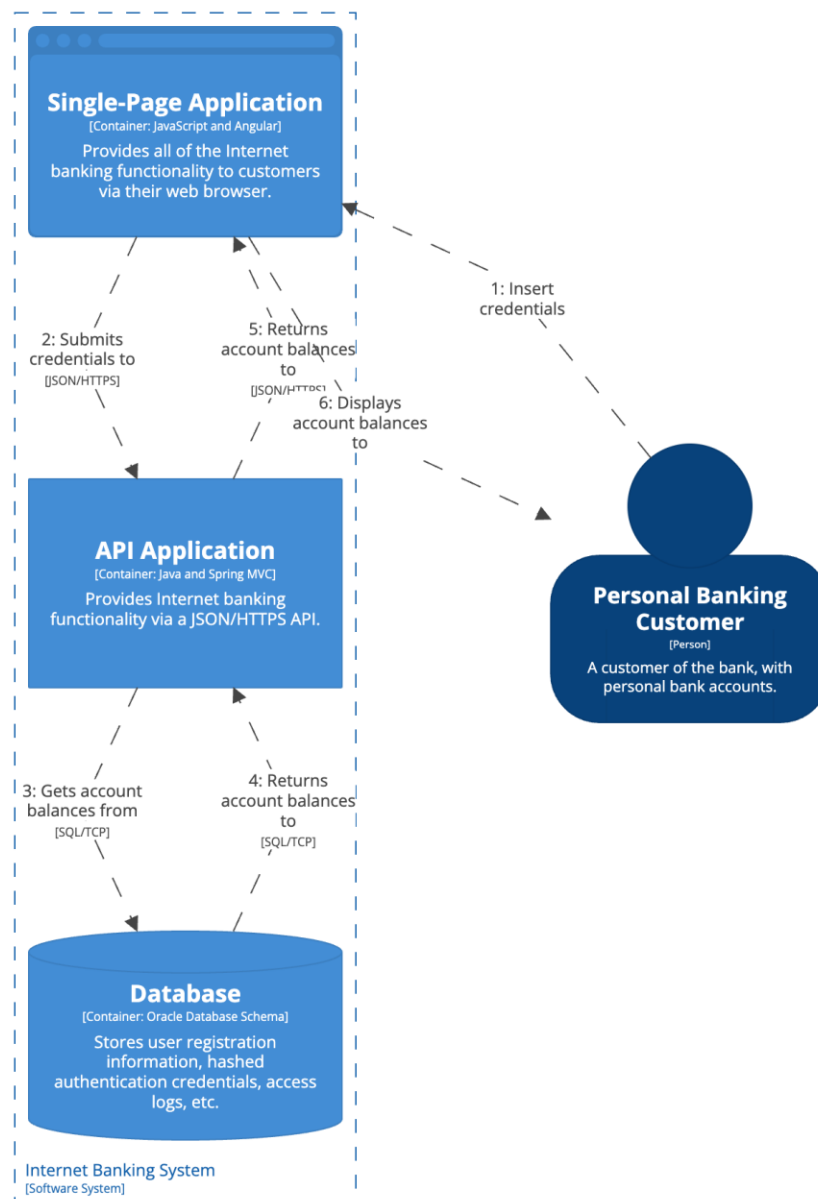 Single-Page Application
[Container: JavaScript and Angular]
Provides all of the Internet
banking functionality to customers
via their web browser.
1: Insert
credentials
2: Submits
credentials to
[JSON/HTTPS]
5: Returns
account balances
to
[JSON/HTTPS]
6: Displays
account balances
to
API Application
[Container: Java and Spring MVC]
Provides Internet banking
functionality via a JSON/HTTPS API.
Personal Banking
Customer
[Person]
A customer of the bank, with
personal bank accounts.
3: Gets account
balances from
[SQL/TCP]
4: Returns
account balances
to
[SQL/TCP]
Database
[Container: Oracle Database Schema]
Stores user registration
information, hashed
authentication credentials, access
logs, etc.
Internet Banking System
[Software System]